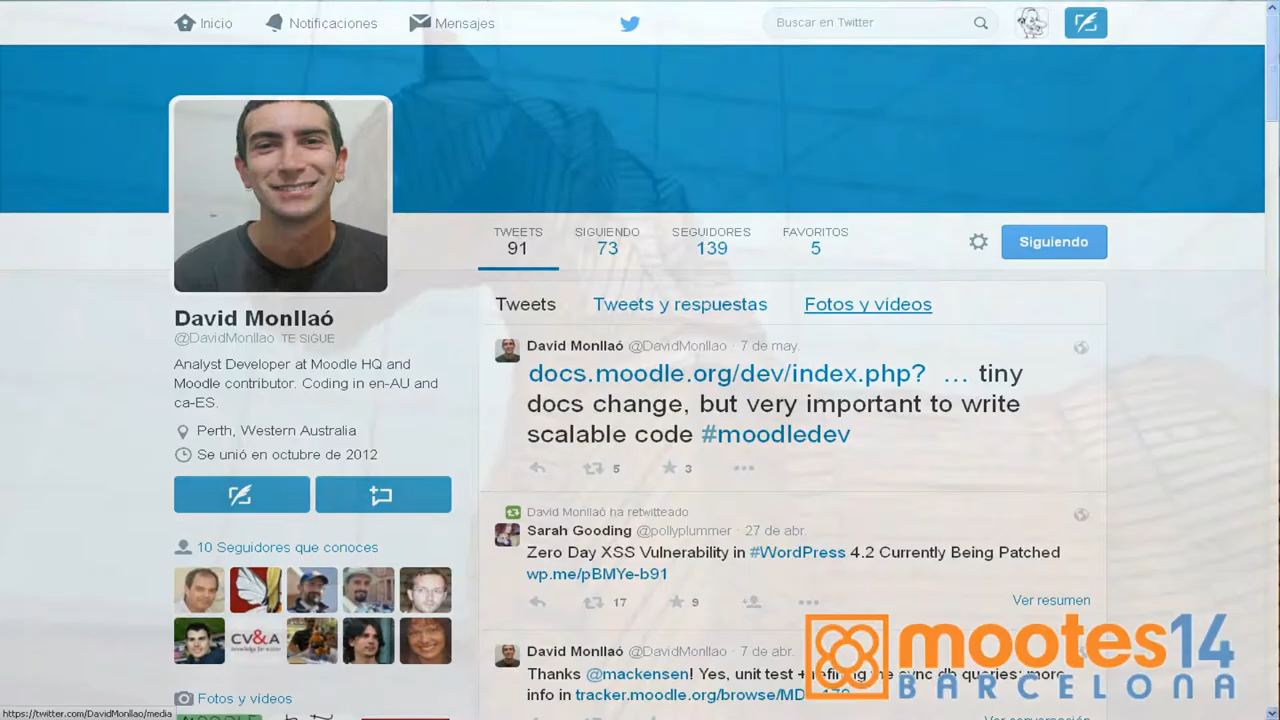 Inicio
Notificaciones
Mensajes
Buscar en Twitter
TWEETS
91
SIGUIENDO
73
SEGUIDORES
139
FAVORITOS
5
Siguiendo
David Monllaó
@DavidMonllao TE SIGUE
Analyst Developer at Moodle HQ and
Moodle contributor. Coding in en-AU and
ca-ES.
Perth, Western Australia
Se unió en octubre de 2012
10 Seguidores que conoces
CV&A
Fotos y vídeos
Tweets
Tweets y respuestas
Fotos y vídeos
David Monllaó @DavidMonllao · 7 de may.
docs.moodle.org/dev/index.php? … tiny
docs change, but very important to write
scalable code #moodledev
5
3
David Monllaó ha retwitteado
Sarah Gooding @pollyplummer · 27 de abr.
Zero Day XSS Vulnerability in #WordPress 4.2 Currently Being Patched
wp.me/pBMYe-b91
17
9
Ver resumen
David Monllaó @DavidMonllao · 7 de abr.
Thanks @mackensen! Yes, unit test + refining the sync db queries; more
info in tracker.moodle.org/browse/MD
mootes14
BARCELONA
https://twitter.com/DavidMonllao/media